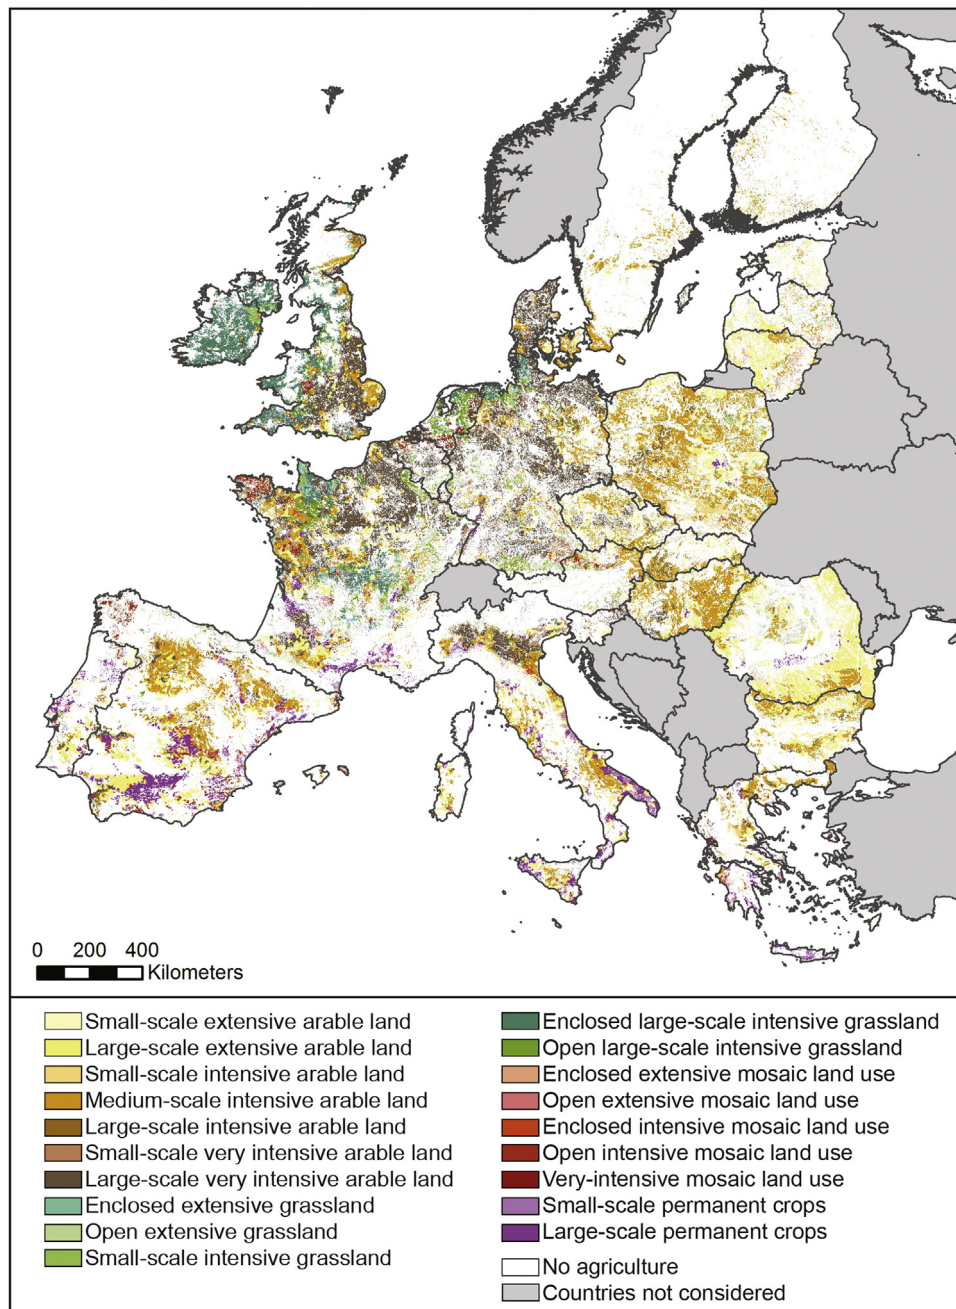 0 200 400
Kilometers
Small-scale extensive arable land
Large-scale extensive arable land
Small-scale intensive arable land
Medium-scale intensive arable land
Large-scale intensive arable land
Small-scale very intensive arable land
Large-scale very intensive arable land
Enclosed extensive grassland
Open extensive grassland
Small-scale intensive grassland
Enclosed large-scale intensive grassland
Open large-scale intensive grassland
Enclosed extensive mosaic land use
Open extensive mosaic land use
Enclosed intensive mosaic land use
Open intensive mosaic land use
Very-intensive mosaic land use
Small-scale permanent crops
Large-scale permanent crops
No agriculture
Countries not considered